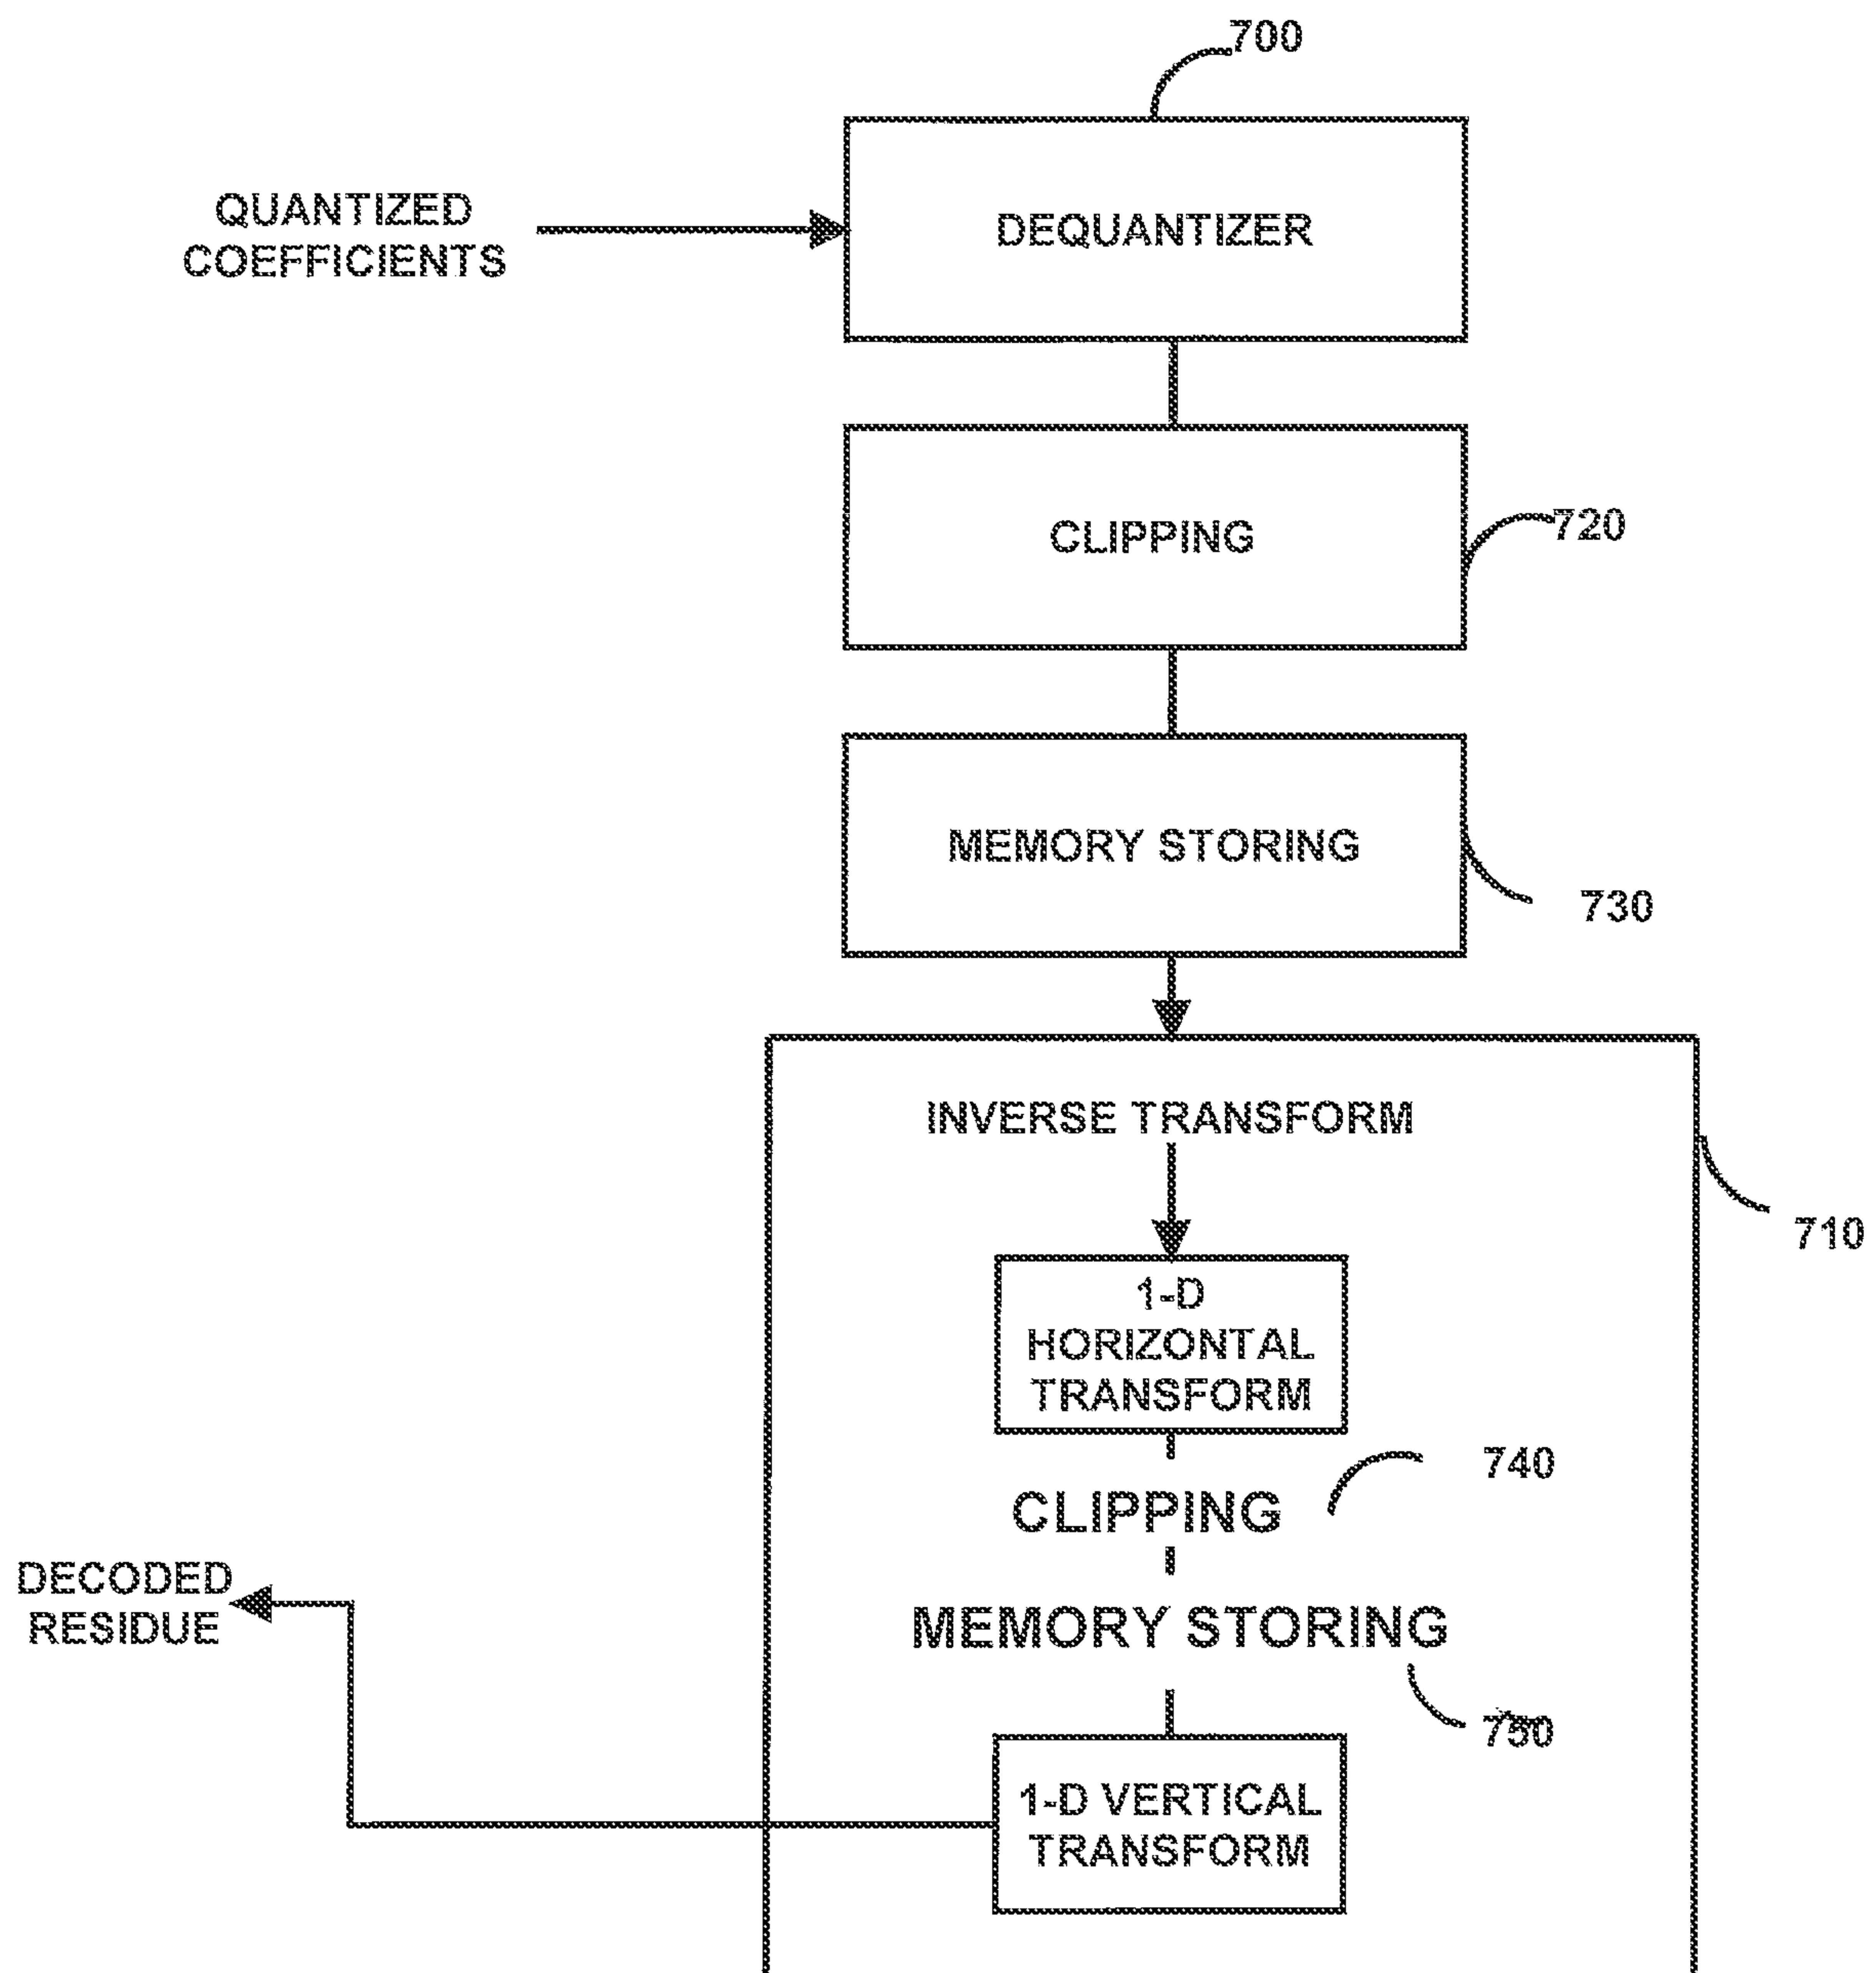 700
QUANTIZED
COEFFICIENTS
DEQUANTIZER
CLIPPING
720
MEMORY STORING
730
INVERSE TRANSFORM
710
1-D
HORIZONTAL
TRANSFORM
740
CLIPPING
DECODED
RESIDUE
MEMORY STORING
750
1-D VERTICAL
TRANSFORM